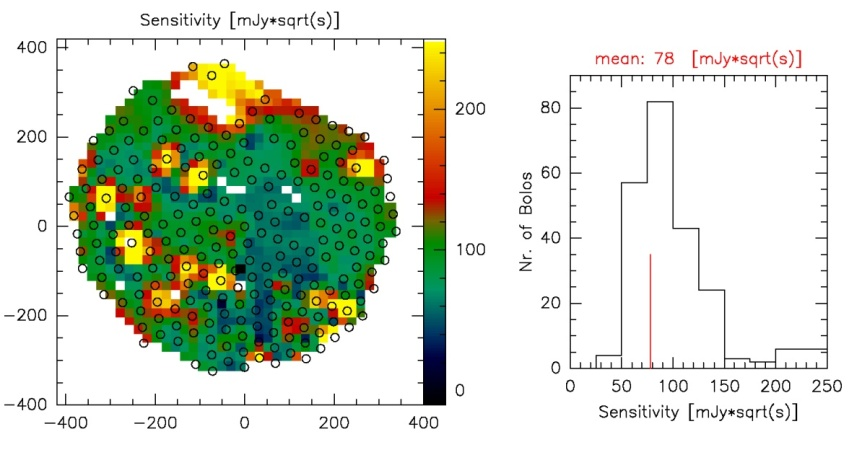 Sensitivity [mJy*sqrt(s)]
400
200
0
−200
−400
−400 −200 0 200 400
200
100
0
mean: 78 [mJy*sqrt(s)]
Nr. of Bolos
80
60
40
20
0
0 50 100 150 200 250
Sensitivity [mJy*sqrt(s)]